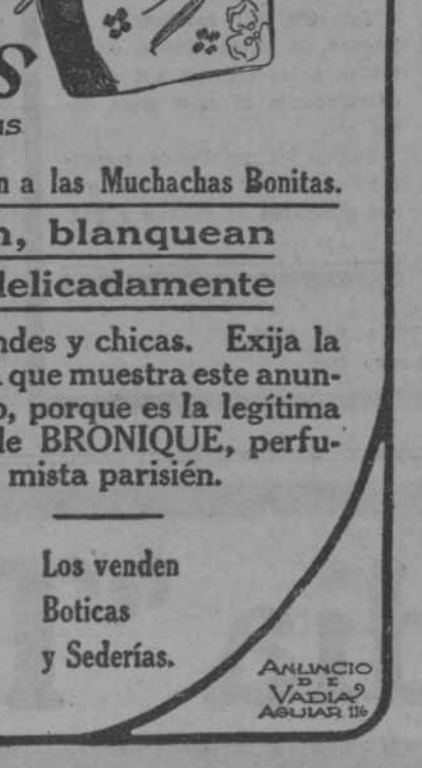 S
IS
n a las Muchachas Bonitas.
n, blanquean
delicadamente
ndes y chicas. Exija la
a que muestra este anun-
o, porque es la legítima
de BRONIQUE, perfu-
mista parisién.
Los venden
Boticas
y Sederías.
ANUNCIO
DE
VADIA
AGUIAR 116